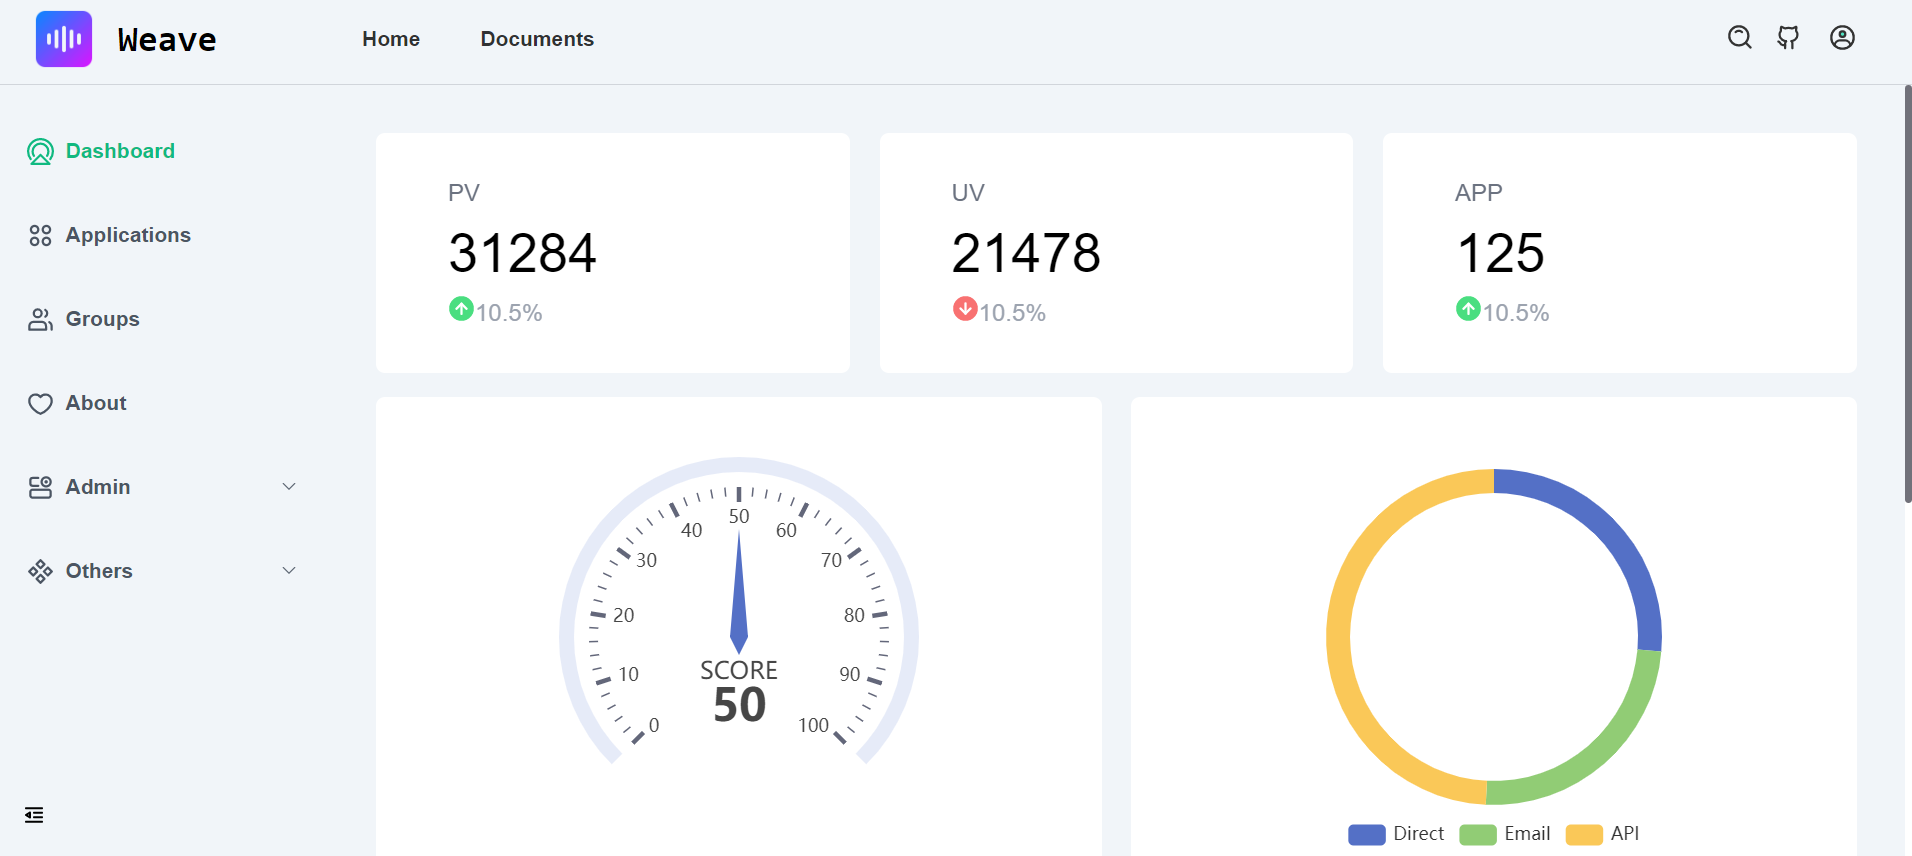 Weave
Home
Documents
Dashboard
Applications
Groups
About
Admin
Others
PV
31284
10.5%
UV
21478
10.5%
APP
125
10.5%
0
10
20
30
40
50
60
70
80
90
100
SCORE
50
Direct
Email
API